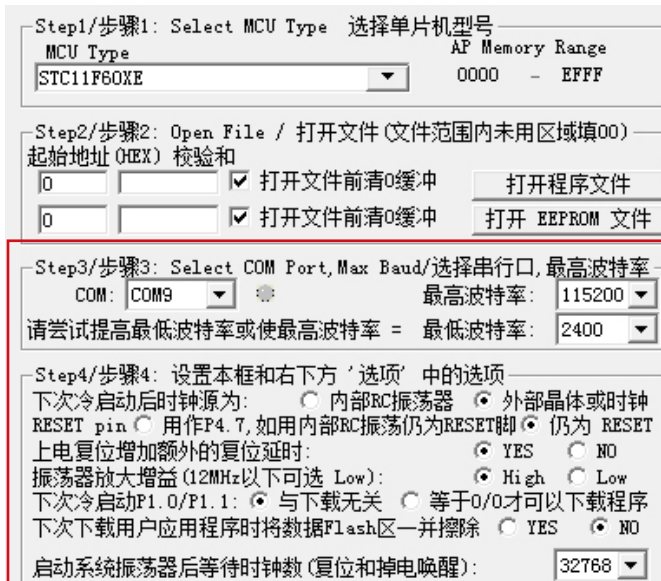 Step1/步骤1: Select MCU Type 选择单片机型号
MCU Type AP Memory Range
STC11F60XE 0000 - EFFF
Step2/步骤2: Open File / 打开文件(文件范围内未用区域填00)
起始地址(HEX) 校验和
0 打开文件前清0缓冲 打开程序文件
0 打开文件前清0缓冲 打开 EEPROM 文件
Step3/步骤3: Select COM Port,Max Baud/选择串行口,最高波特率
COM: COM9 最高波特率: 115200
请尝试提高最低波特率或使最高波特率 = 最低波特率: 2400
Step4/步骤4: 设置本框和右下方 '选项' 中的选项
下次冷启动后时钟源为: 内部RC振荡器 外部晶体或时钟
RESET pin 用作P4.7,如用内部RC振荡仍为RESET脚 仍为 RESET
上电复位增加额外的复位延时: YES NO
振荡器放大增益(12MHz以下可选 Low): High Low
下次冷启动P1.0/P1.1: 与下载无关 等于0/0才可以下载程序
下次下载用户应用程序时将数据Flash区一并擦除 YES NO
启动系统振荡器后等待时钟数(复位和掉电唤醒): 32768